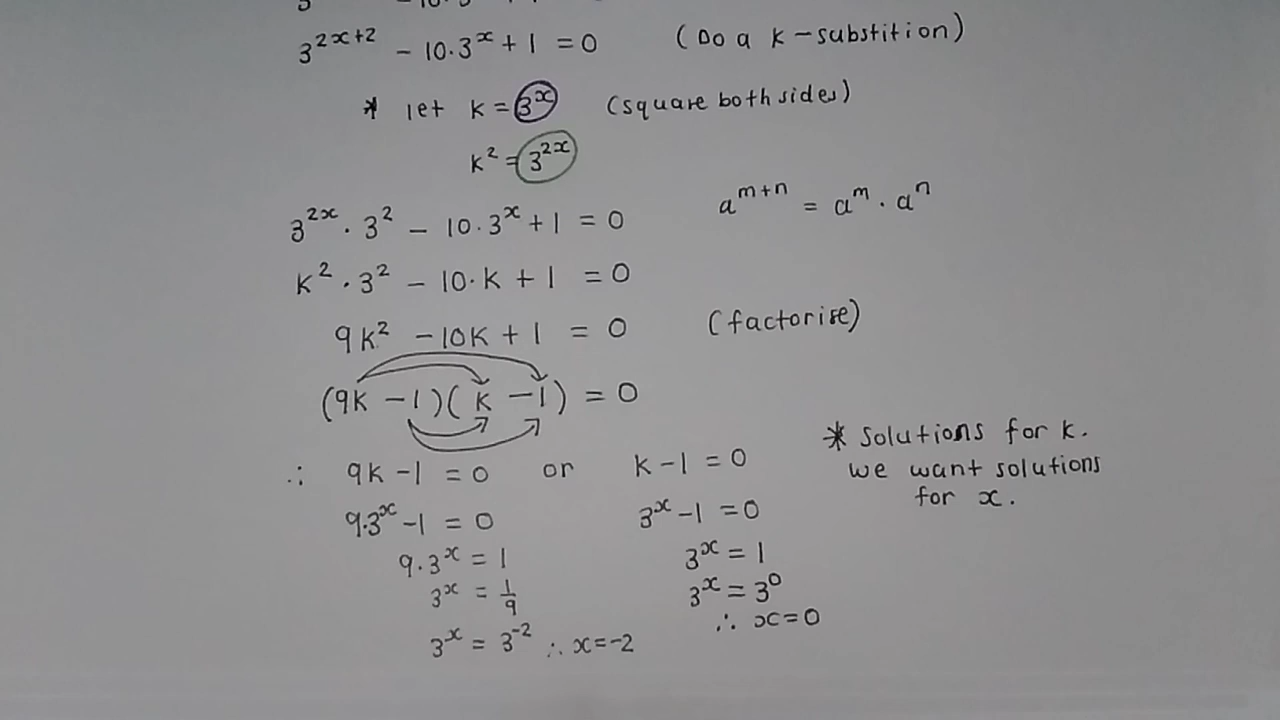 3^{2x+2} - 10·3^x + 1 = 0 (Do a k-substition)
* let k = 3^x (square both sides)
k² = 3^{2x}
3^{2x} · 3² - 10·3^x + 1 = 0 a^{m+n} = a^m · a^n
k² · 3² - 10·k + 1 = 0
9k² - 10k + 1 = 0 (factorise)
(9k - 1)(k - 1) = 0
∴ 9k - 1 = 0 or k - 1 = 0
9·3^x - 1 = 0 3^x - 1 = 0
9·3^x = 1 3^x = 1
3^x = 1/9 3^x = 3^0
3^x = 3^{-2} ∴ x = -2 ∴ x = 0
* solutions for k.
we want solutions
for x.